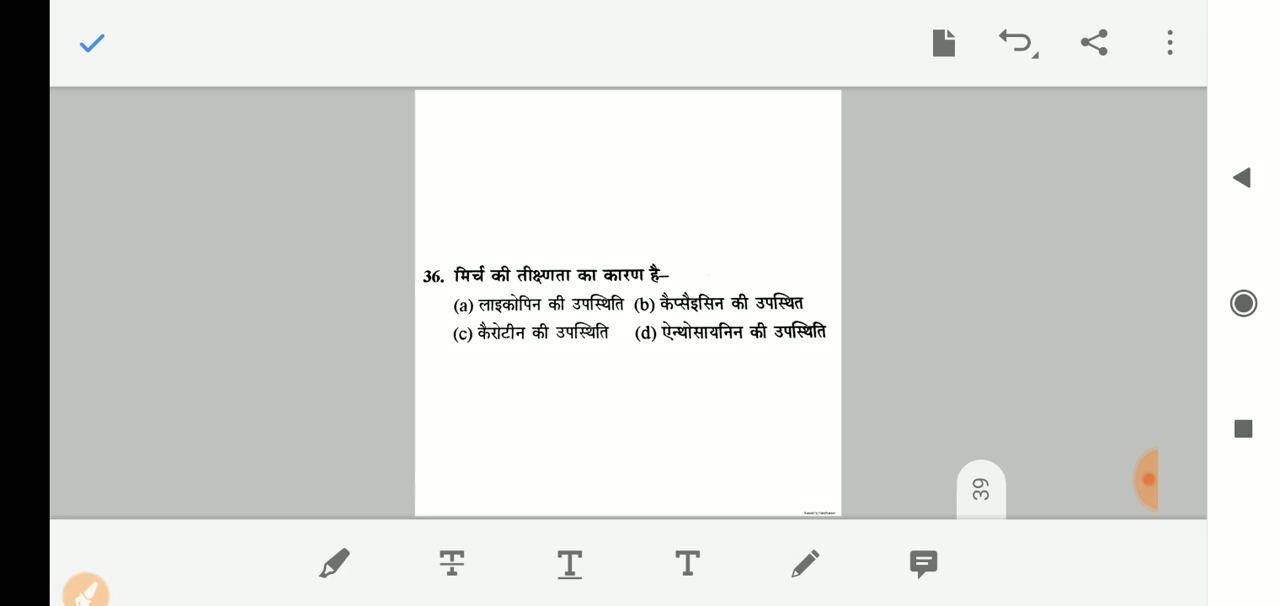 36. मिर्च की तीक्ष्णता का कारण है–
(a) लाइकोपिन की उपस्थिति (b) कैप्सैइसिन की उपस्थित
(c) कैरोटीन की उपस्थिति (d) ऐन्थोसायनिन की उपस्थिति
39